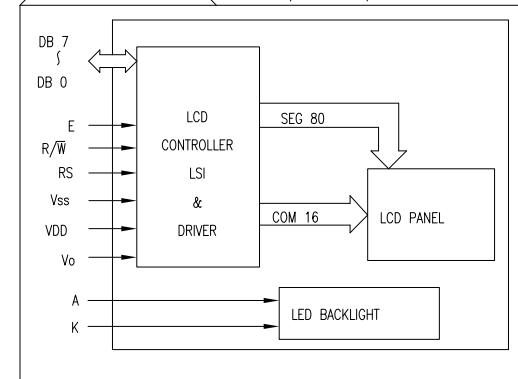 DB 7
∫
DB 0
E
R/W̅
RS
Vss
VDD
Vo
A
K
LCD
CONTROLLER
LSI
&
DRIVER
SEG 80
COM 16
LCD PANEL
LED BACKLIGHT